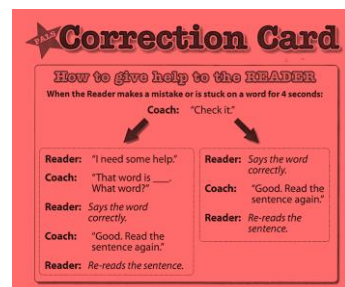 PALS Correction Card
How to give help to the READER
When the Reader makes a mistake or is stuck on a word for 4 seconds:
Coach: "Check it."
Reader: "I need some help."
Coach: "That word is ___.
What word?"
Reader: Says the word
correctly.
Coach: "Good. Read the
sentence again."
Reader: Re-reads the sentence.
Reader: Says the word
correctly.
Coach: "Good. Read the
sentence again."
Reader: Re-reads the
sentence.